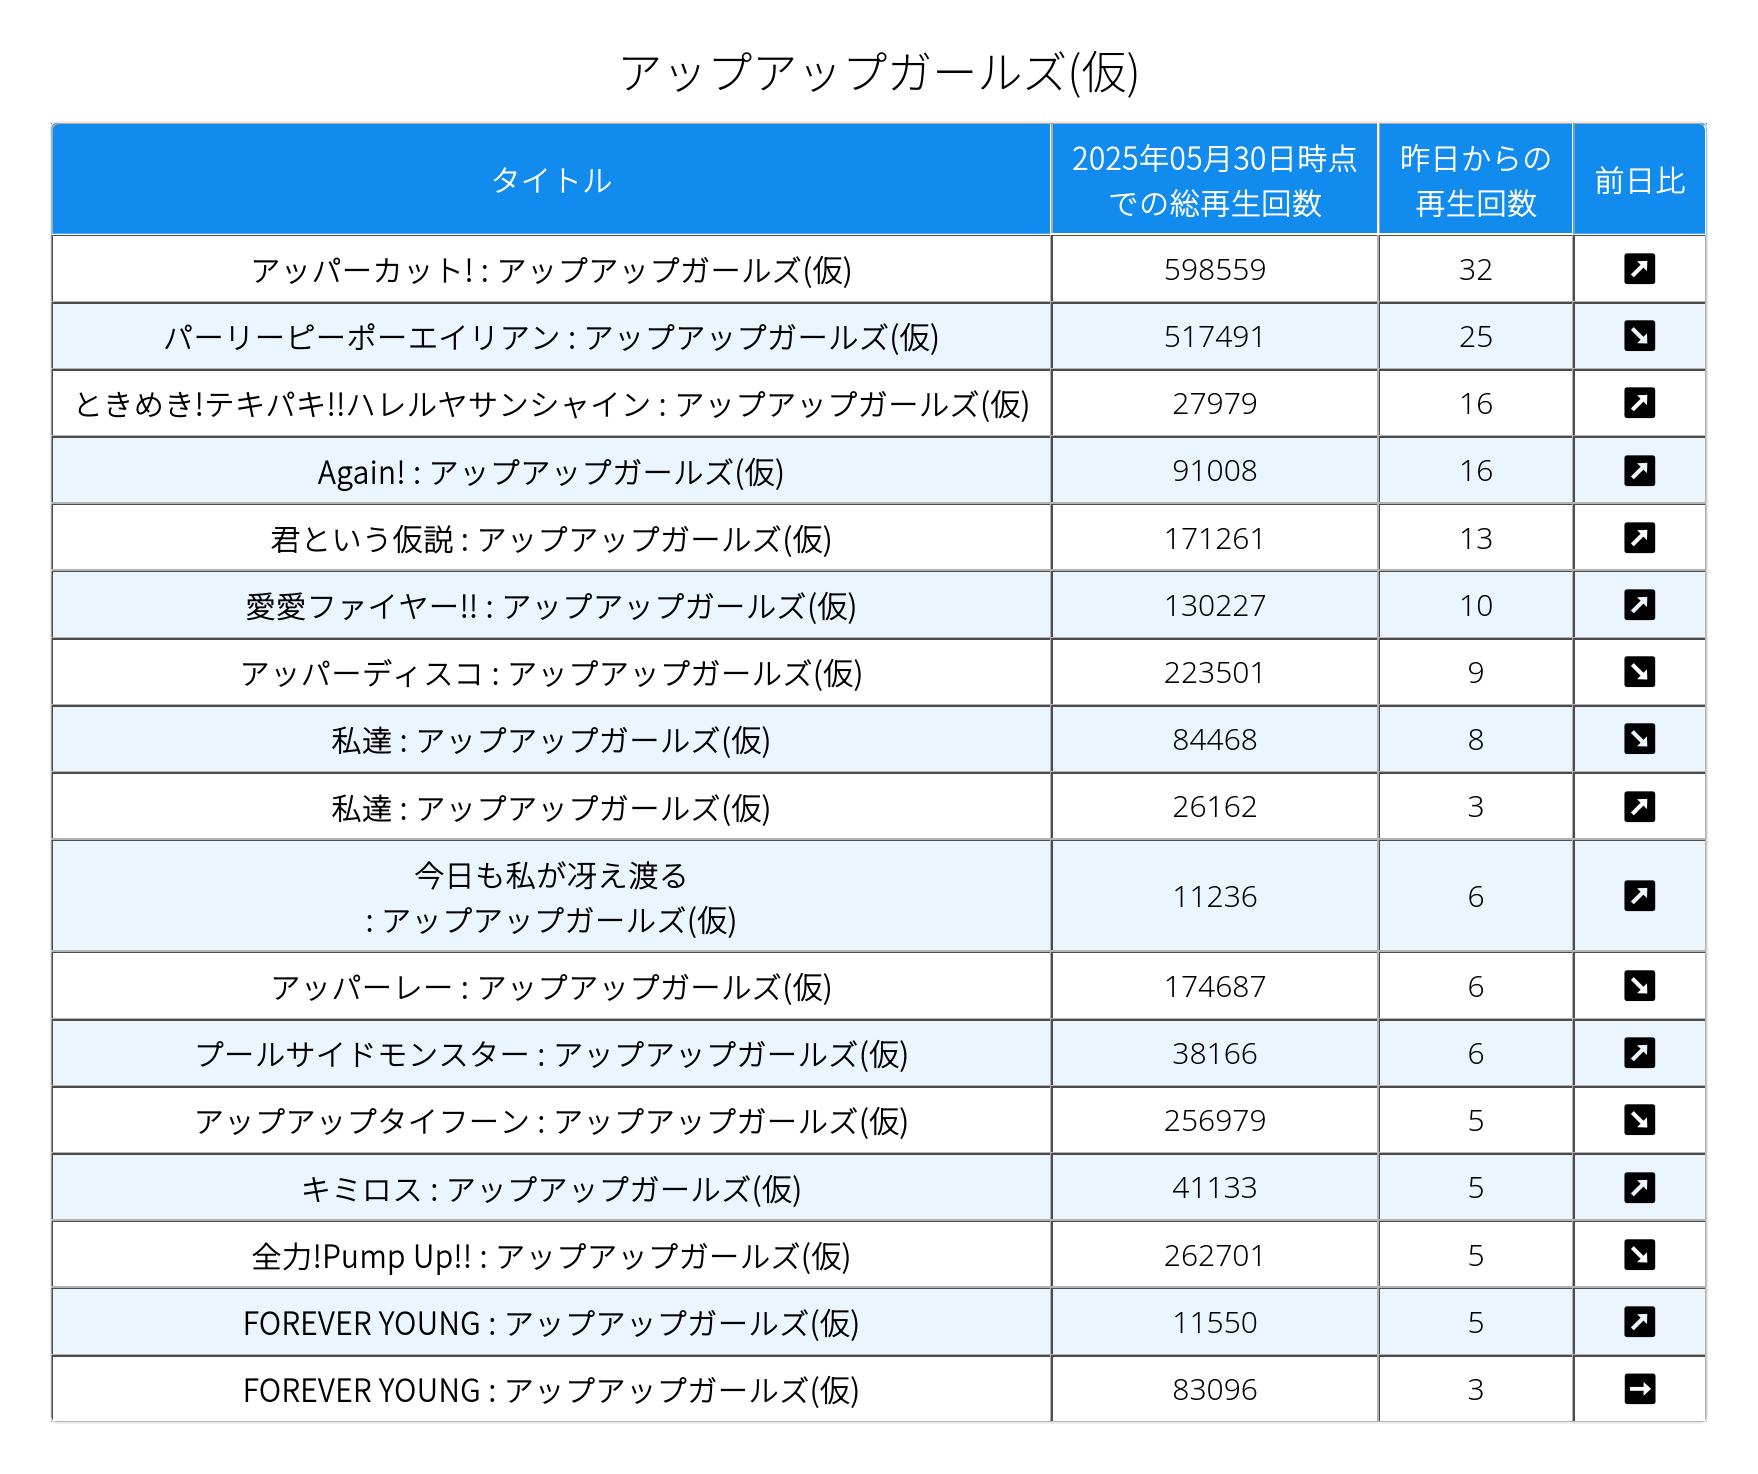 アップアップガールズ(仮)
タイトル 2025年05月30日時点 昨日からの 前日比
での総再生回数 再生回数
アッパーカット! : アップアップガールズ(仮) 598559 32
パーリーピーポーエイリアン : アップアップガールズ(仮) 517491 25
ときめき!テキパキ!!ハレルヤサンシャイン : アップアップガールズ(仮) 27979 16
Again! : アップアップガールズ(仮) 91008 16
君という仮説 : アップアップガールズ(仮) 171261 13
愛愛ファイヤー!! : アップアップガールズ(仮) 130227 10
アッパーディスコ : アップアップガールズ(仮) 223501 9
私達 : アップアップガールズ(仮) 84468 8
私達 : アップアップガールズ(仮) 26162 3
今日も私が冴え渡る
: アップアップガールズ(仮) 11236 6
アッパーレー : アップアップガールズ(仮) 174687 6
プールサイドモンスター : アップアップガールズ(仮) 38166 6
アップアップタイフーン : アップアップガールズ(仮) 256979 5
キミロス : アップアップガールズ(仮) 41133 5
全力!Pump Up!! : アップアップガールズ(仮) 262701 5
FOREVER YOUNG : アップアップガールズ(仮) 11550 5
FOREVER YOUNG : アップアップガールズ(仮) 83096 3